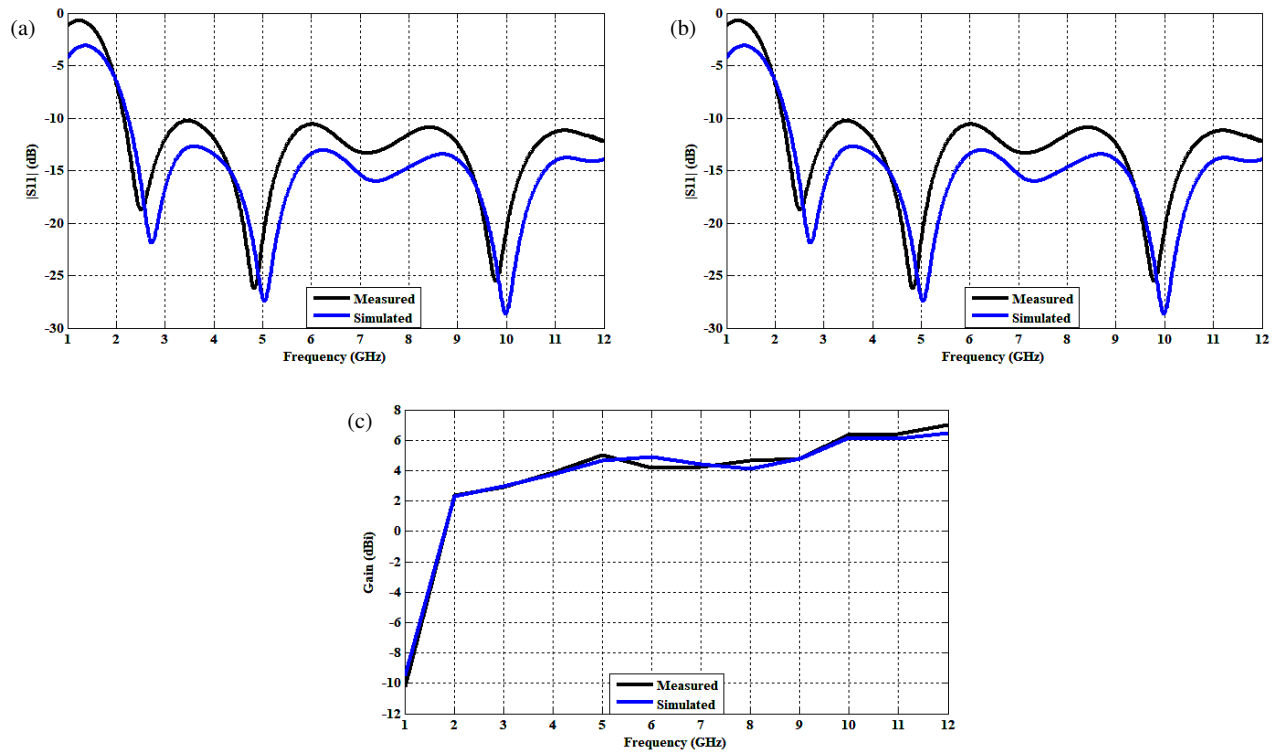 (a)
0
-5
-10
-15
-20
-25
-30
|S11| (dB)
Measured
Simulated
1 2 3 4 5 6 7 8 9 10 11 12
Frequency (GHz)
(b)
0
-5
-10
-15
-20
-25
-30
|S11| (dB)
Measured
Simulated
1 2 3 4 5 6 7 8 9 10 11 12
Frequency (GHz)
(c)
8
6
4
2
0
-2
-4
-6
-8
-10
-12
Gain (dBi)
Measured
Simulated
1 2 3 4 5 6 7 8 9 10 11 12
Frequency (GHz)